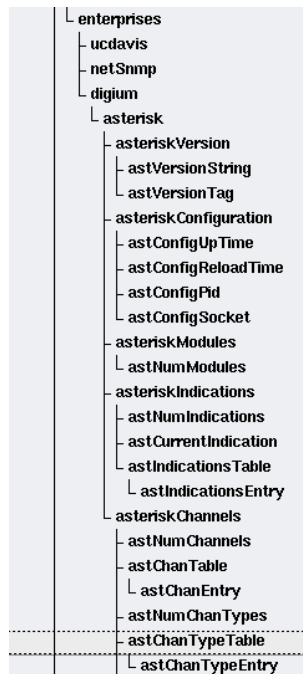 enterprises
ucdavis
netSnmp
digium
asterisk
asteriskVersion
astVersionString
astVersionTag
asteriskConfiguration
astConfigUpTime
astConfigReloadTime
astConfigPid
astConfigSocket
asteriskModules
astNumModules
asteriskIndications
astNumIndications
astCurrentIndication
astIndicationsTable
astIndicationsEntry
asteriskChannels
astNumChannels
astChanTable
astChanEntry
astNumChanTypes
astChanTypeTable
astChanTypeEntry